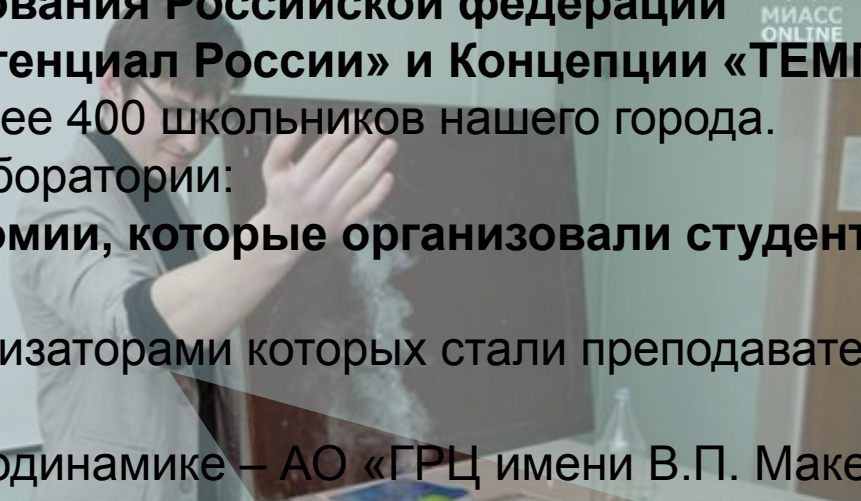 ования Российской федерации
МИАСС
ONLINE
тенциал России» и Концепции «ТЕМП
ее 400 школьников нашего города.
боратории:
омии, которые организовали студент
изаторами которых стали преподавате
одинамике – АО «ГРЦ имени В.П. Маке